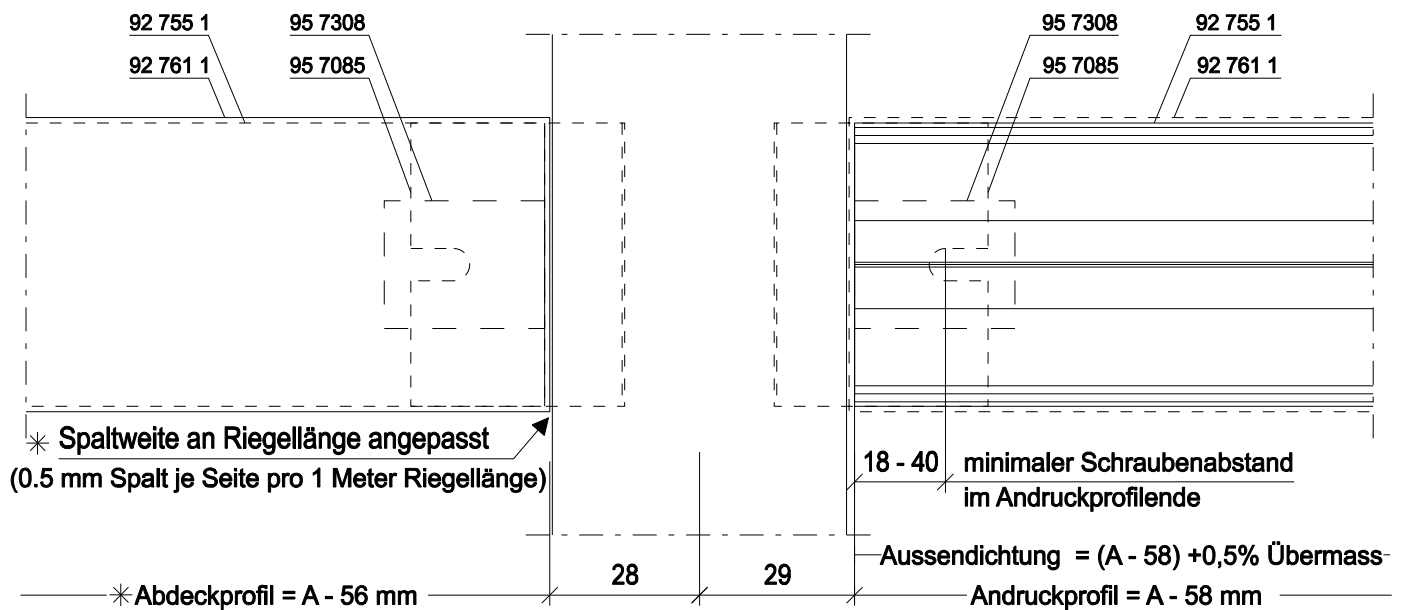 92 755 1
95 7308
95 7308
92 755 1
92 761 1
95 7085
95 7085
92 761 1
✳ Spaltweite an Riegellänge angepasst
(0.5 mm Spalt je Seite pro 1 Meter Riegellänge)
18 - 40
minimaler Schraubenabstand
im Andruckprofilende
Aussendichtung = (A - 58) +0,5% Übermass
28
29
✳ Abdeckprofil = A - 56 mm
Andruckprofil = A - 58 mm